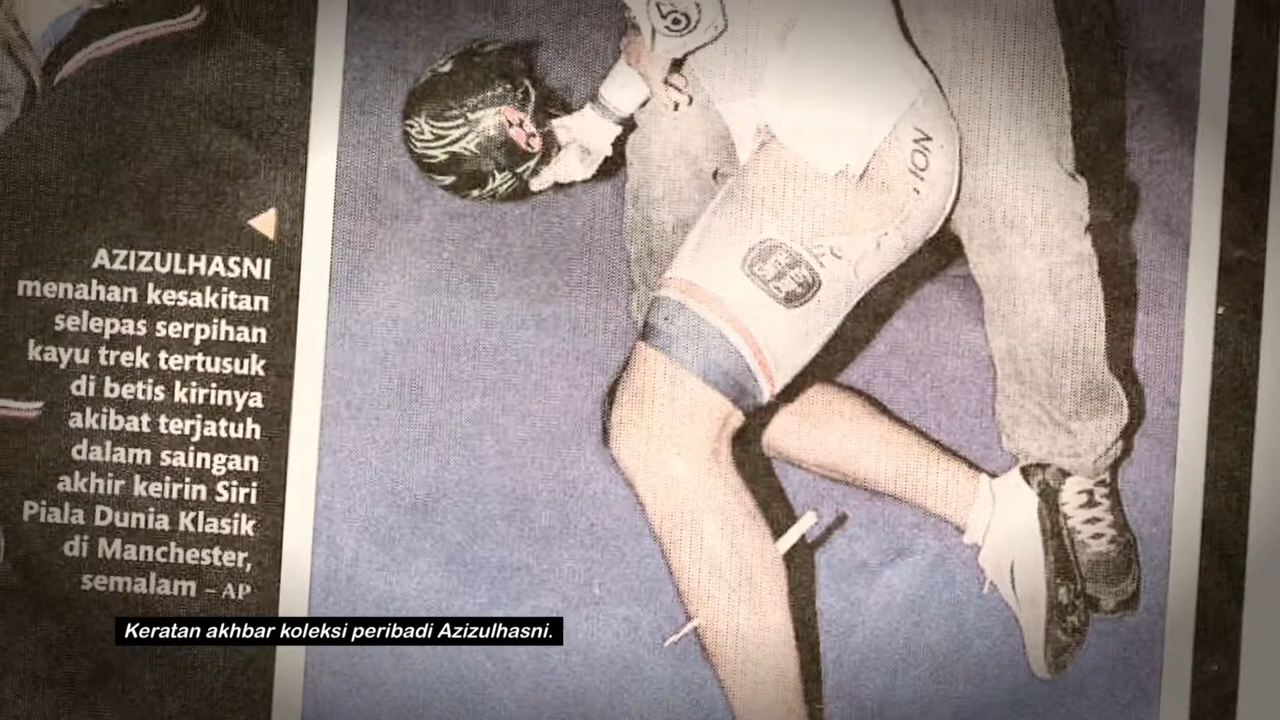 AZIZULHASNI
menahan kesakitan
selepas serpihan
kayu trek tertusuk
di betis kirinya
akibat terjatuh
dalam saingan
akhir keirin Siri
Piala Dunia Klasik
di Manchester,
semalam – AP
Keratan akhbar koleksi peribadi Azizulhasni.